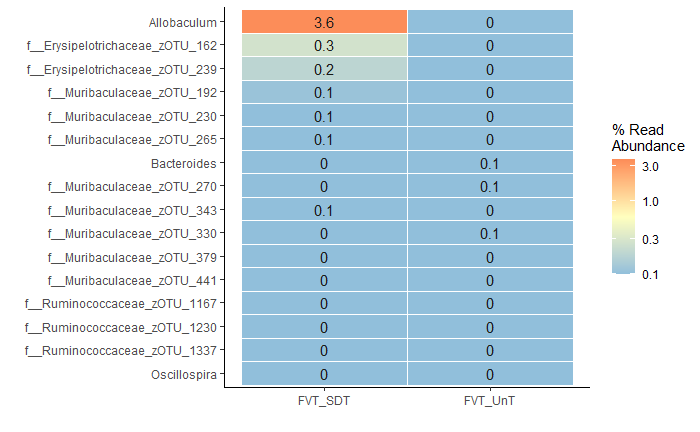 Allobaculum 3.6 0
f__Erysipelotrichaceae_zOTU_162 0.3 0
f__Erysipelotrichaceae_zOTU_239 0.2 0
f__Muribaculaceae_zOTU_192 0.1 0
f__Muribaculaceae_zOTU_230 0.1 0
f__Muribaculaceae_zOTU_265 0.1 0
Bacteroides 0 0.1
f__Muribaculaceae_zOTU_270 0 0.1
f__Muribaculaceae_zOTU_343 0.1 0
f__Muribaculaceae_zOTU_330 0 0.1
f__Muribaculaceae_zOTU_379 0 0
f__Muribaculaceae_zOTU_441 0 0
f__Ruminococcaceae_zOTU_1167 0 0
f__Ruminococcaceae_zOTU_1230 0 0
f__Ruminococcaceae_zOTU_1337 0 0
Oscillospira 0 0
FVT_SDT FVT_UnT
% Read
Abundance
3.0
1.0
0.3
0.1